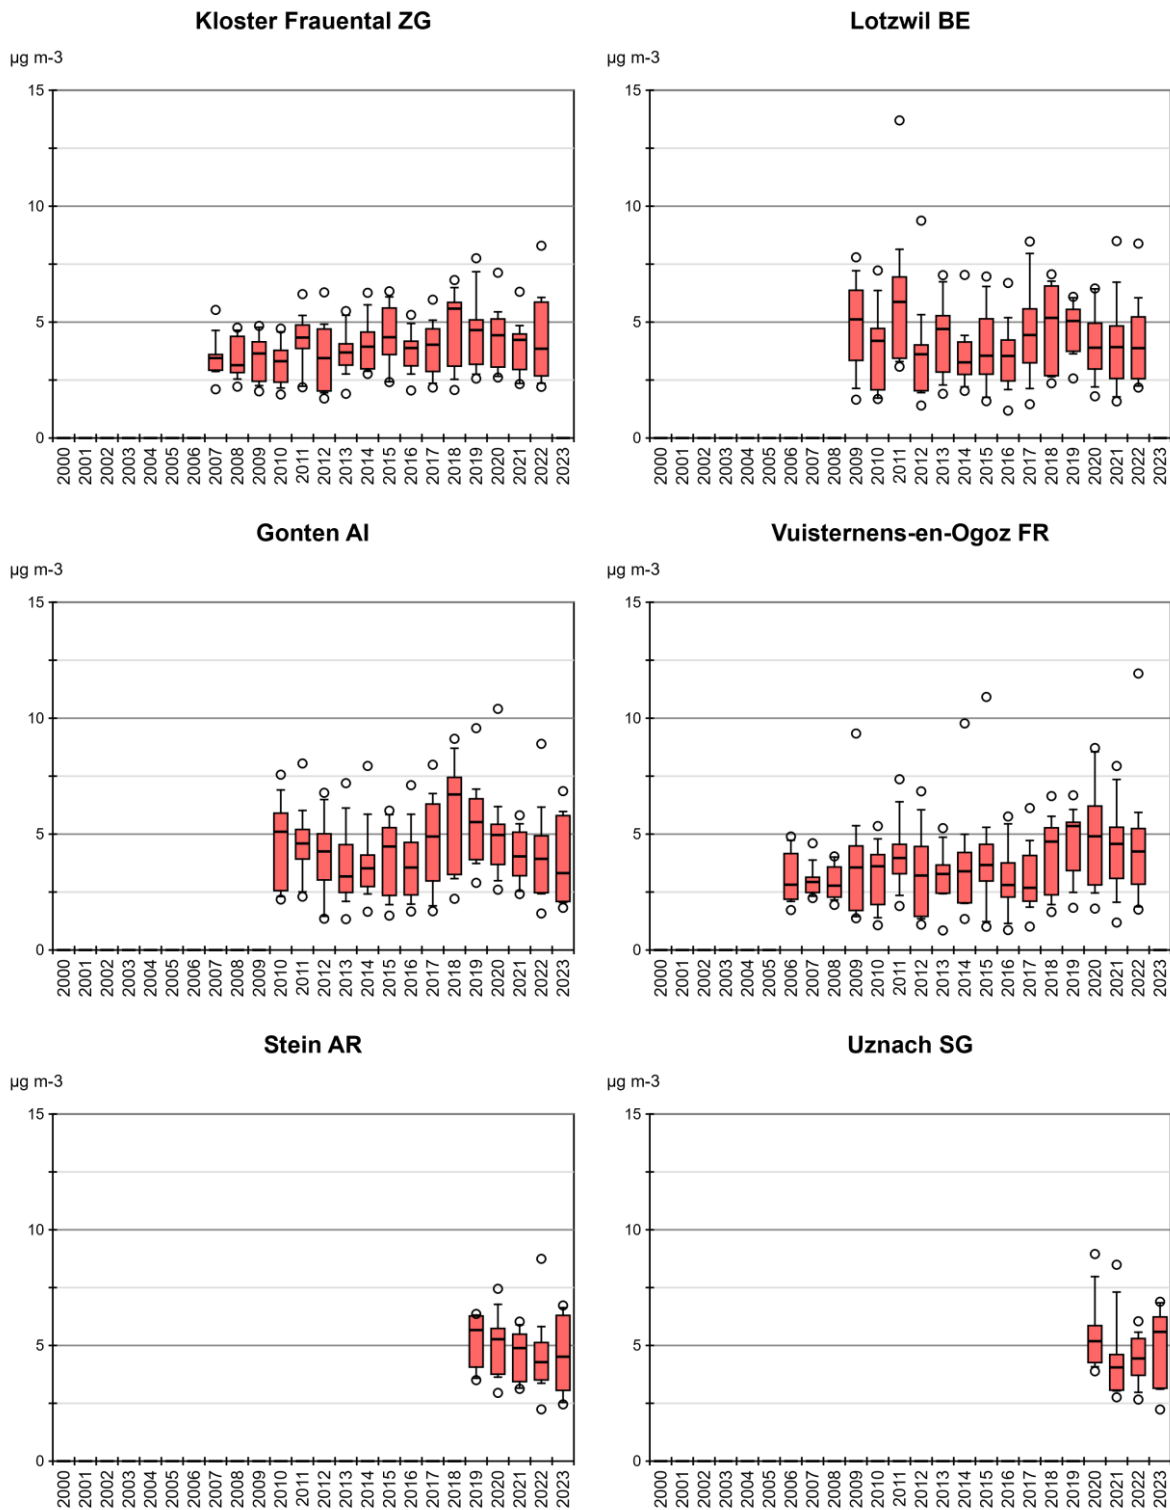 Kloster Frauental ZG
µg m-3
15
10
5
0
2000 2001 2002 2003 2004 2005 2006 2007 2008 2009 2010 2011 2012 2013 2014 2015 2016 2017 2018 2019 2020 2021 2022 2023
Lotzwil BE
µg m-3
15
10
5
0
2000 2001 2002 2003 2004 2005 2006 2007 2008 2009 2010 2011 2012 2013 2014 2015 2016 2017 2018 2019 2020 2021 2022 2023
Gonten AI
µg m-3
15
10
5
0
2000 2001 2002 2003 2004 2005 2006 2007 2008 2009 2010 2011 2012 2013 2014 2015 2016 2017 2018 2019 2020 2021 2022 2023
Vuisternens-en-Ogoz FR
µg m-3
15
10
5
0
2000 2001 2002 2003 2004 2005 2006 2007 2008 2009 2010 2011 2012 2013 2014 2015 2016 2017 2018 2019 2020 2021 2022 2023
Stein AR
µg m-3
15
10
5
0
2000 2001 2002 2003 2004 2005 2006 2007 2008 2009 2010 2011 2012 2013 2014 2015 2016 2017 2018 2019 2020 2021 2022 2023
Uznach SG
µg m-3
15
10
5
0
2000 2001 2002 2003 2004 2005 2006 2007 2008 2009 2010 2011 2012 2013 2014 2015 2016 2017 2018 2019 2020 2021 2022 2023